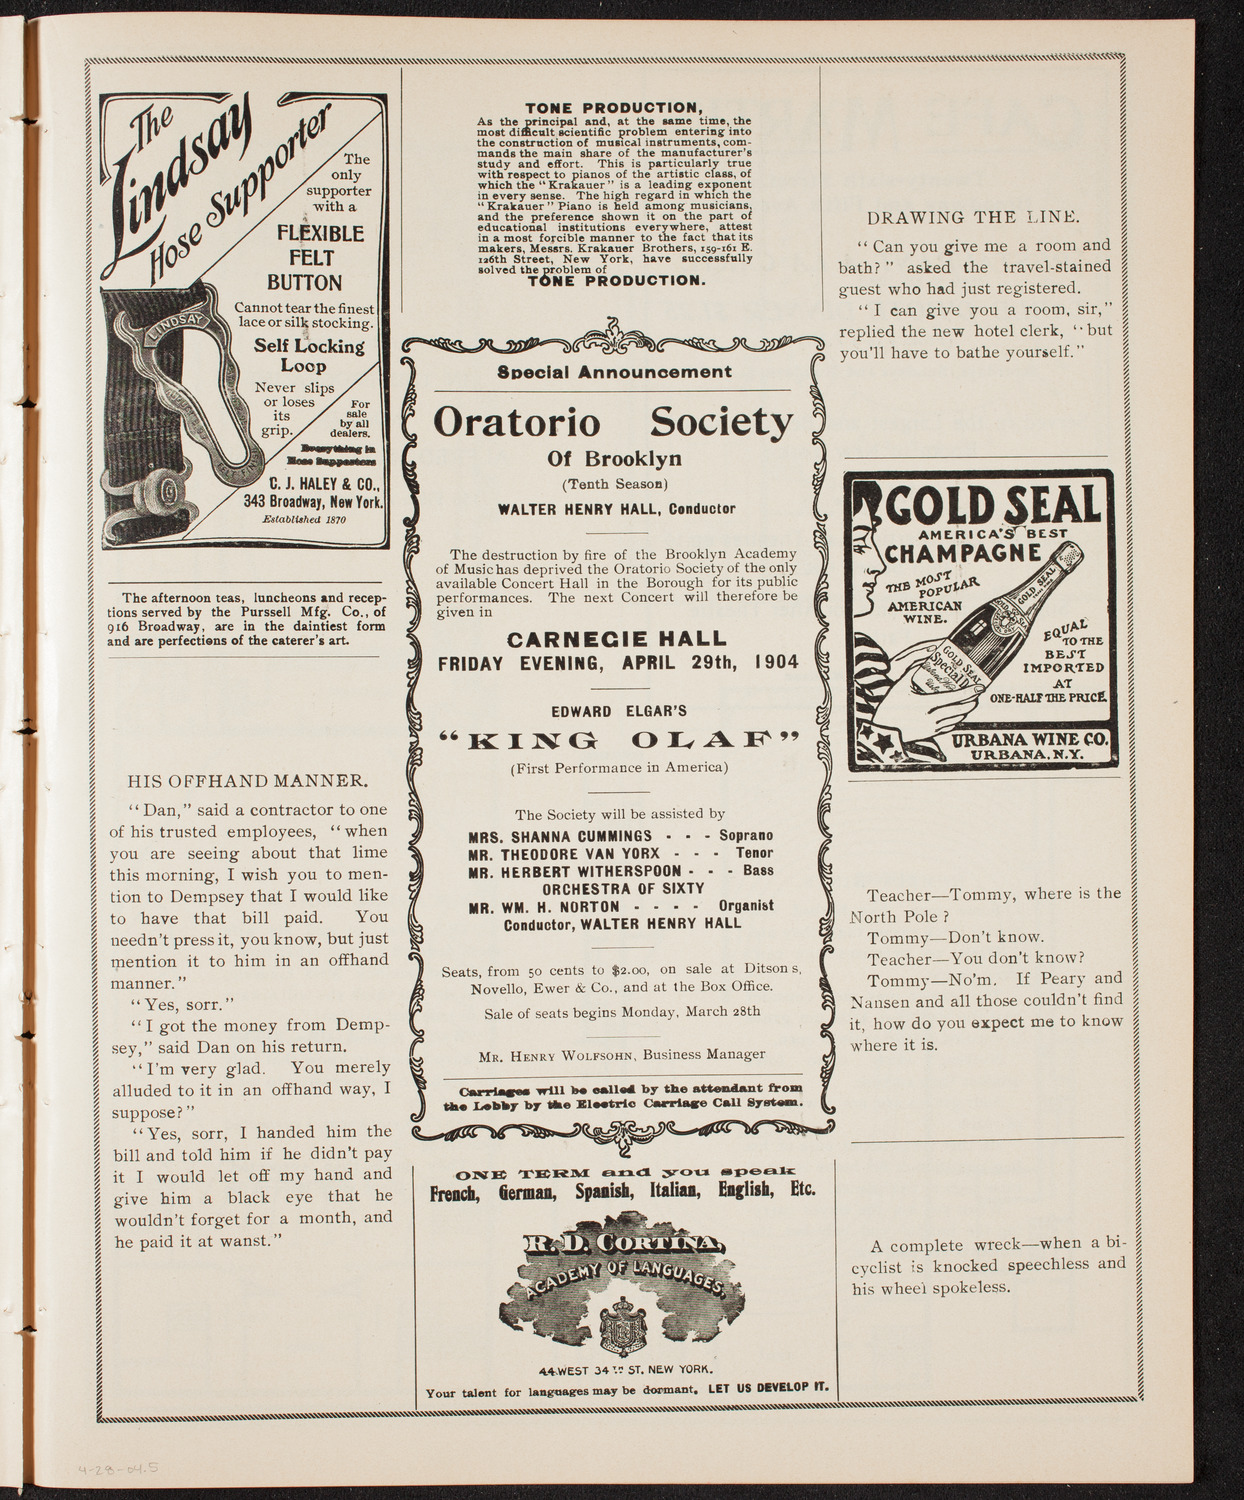 The
Lindsay
Hose Supporter
The
only
supporter
with a
FLEXIBLE
FELT
BUTTON
Cannot tear the finest
lace or silk stocking.
Self Locking
Loop
Never slips
or loses
its
grip.
For
sale
by all
dealers.
Everything in
Hose Supporters
C. J. HALEY & CO.,
343 Broadway, New York.
Established 1870
LINDSAY
The afternoon teas, luncheons and recep-
tions served by the Purssell Mfg. Co., of
916 Broadway, are in the daintiest form
and are perfections of the caterer's art.
HIS OFFHAND MANNER.
"Dan," said a contractor to one
of his trusted employees, "when
you are seeing about that lime
this morning, I wish you to men-
tion to Dempsey that I would like
to have that bill paid. You
needn't press it, you know, but just
mention it to him in an offhand
manner."
"Yes, sorr."
"I got the money from Demp-
sey," said Dan on his return.
"I'm very glad. You merely
alluded to it in an offhand way, I
suppose?"
"Yes, sorr, I handed him the
bill and told him if he didn't pay
it I would let off my hand and
give him a black eye that he
wouldn't forget for a month, and
he paid it at wanst."
TONE PRODUCTION,
As the principal and, at the same time, the
most difficult scientific problem entering into
the construction of musical instruments, com-
mands the main share of the manufacturer's
study and effort. This is particularly true
with respect to pianos of the artistic class, of
which the "Krakauer" is a leading exponent
in every sense. The high regard in which the
"Krakauer" Piano is held among musicians,
and the preference shown it on the part of
educational institutions everywhere, attest
in a most forcible manner to the fact that its
makers, Messrs. Krakauer Brothers, 159-161 E.
126th Street, New York, have successfully
solved the problem of
TONE PRODUCTION.
Special Announcement
Oratorio Society
Of Brooklyn
(Tenth Season)
WALTER HENRY HALL, Conductor
The destruction by fire of the Brooklyn Academy
of Music has deprived the Oratorio Society of the only
available Concert Hall in the Borough for its public
performances. The next Concert will therefore be
given in
CARNEGIE HALL
FRIDAY EVENING, APRIL 29th, 1904
EDWARD ELGAR'S
"KING OLAF"
(First Performance in America)
The Society will be assisted by
MRS. SHANNA CUMMINGS - - - Soprano
MR. THEODORE VAN YORX - - - Tenor
MR. HERBERT WITHERSPOON - - - Bass
ORCHESTRA OF SIXTY
MR. WM. H. NORTON - - - - Organist
Conductor, WALTER HENRY HALL
Seats, from 50 cents to $2.00, on sale at Ditsons,
Novello, Ewer & Co., and at the Box Office.
Sale of seats begins Monday, March 28th
MR. HENRY WOLFSOHN, Business Manager
Carriages will be called by the attendant from
the Lobby by the Electric Carriage Call System.
ONE TERM and you speak
French, German, Spanish, Italian, English, Etc.
R. D. CORTINA,
ACADEMY OF LANGUAGES,
44 WEST 34TH ST. NEW YORK.
Your talent for languages may be dormant, LET US DEVELOP IT.
DRAWING THE LINE.
"Can you give me a room and
bath?" asked the travel-stained
guest who had just registered.
"I can give you a room, sir,"
replied the new hotel clerk, "but
you'll have to bathe yourself."
GOLD SEAL
AMERICA'S BEST
CHAMPAGNE
THE MOST
POPULAR
AMERICAN
WINE.
GOLD SEAL
GOLD SEAL
Special Dry
EQUAL
TO THE
BEST
IMPORTED
AT
ONE-HALF THE PRICE.
URBANA WINE CO.
URBANA, N.Y.
Teacher—Tommy, where is the
North Pole?
Tommy—Don't know.
Teacher—You don't know?
Tommy—No'm. If Peary and
Nansen and all those couldn't find
it, how do you expect me to know
where it is.
A complete wreck—when a bi-
cyclist is knocked speechless and
his wheel spokeless.
4-28-04.5